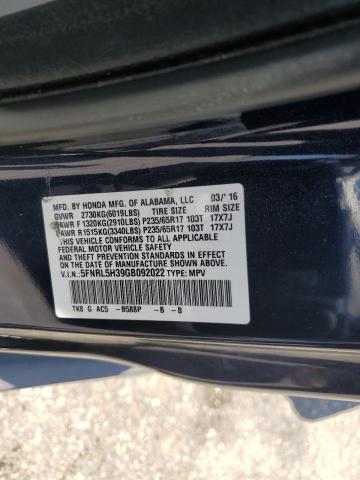 MFD. BY HONDA MFG. OF ALABAMA, LLC 03/'16
GVWR 2730KG(6019LBS) TIRE SIZE RIM SIZE
GAWR F 1320KG(2910LBS) P235/65R17 103T 17X7J
GAWR R 1515KG(3340LBS) P235/65R17 103T 17X7J
THIS VEHICLE CONFORMS TO ALL APPLICABLE
FEDERAL MOTOR VEHICLE SAFETY
AND THEFT PREVENTION STANDARDS IN EFFECT
ON THE DATE OF MANUFACTURE SHOWN ABOVE.
V.I.N.:5FNRL5H39GB092022 TYPE: MPV
TK8 G AC5 -B588P -B -B